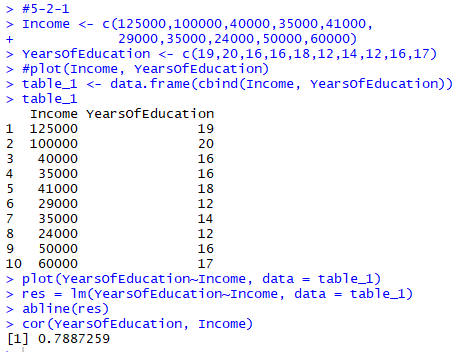 > #5-2-1
> Income <- c(125000,100000,40000,35000,41000,
+             29000,35000,24000,50000,60000)
> YearsOfEducation <- c(19,20,16,16,18,12,14,12,16,17)
> #plot(Income, YearsOfEducation)
> table_1 <- data.frame(cbind(Income, YearsOfEducation))
> table_1
   Income YearsOfEducation
1  125000               19
2  100000               20
3   40000               16
4   35000               16
5   41000               18
6   29000               12
7   35000               14
8   24000               12
9   50000               16
10  60000               17
> plot(YearsOfEducation~Income, data = table_1)
> res = lm(YearsOfEducation~Income, data = table_1)
> abline(res)
> cor(YearsOfEducation, Income)
[1] 0.7887259